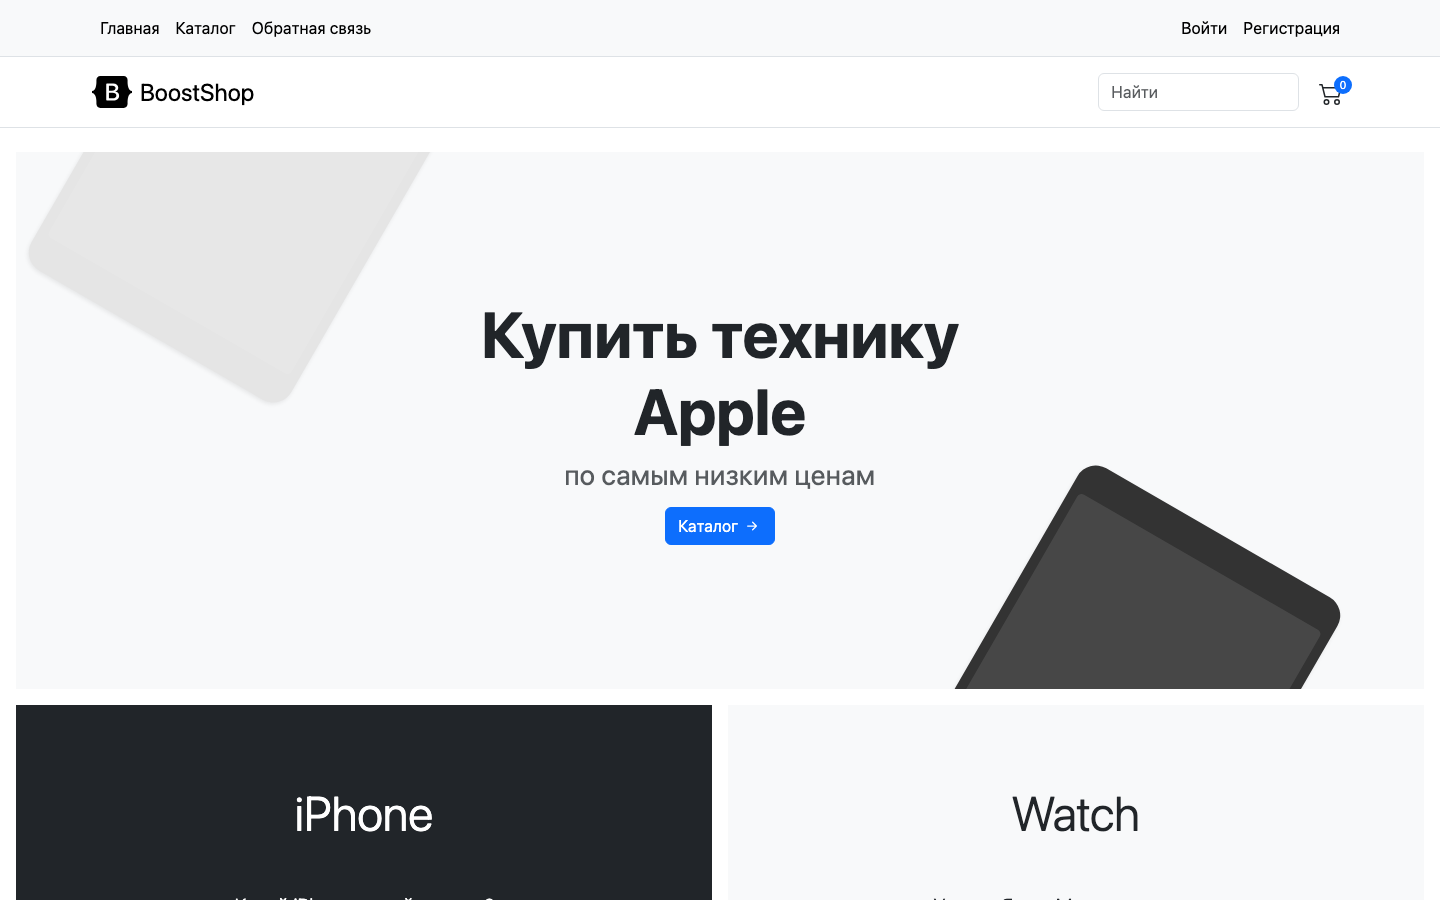 Главная Каталог Обратная связь Войти Регистрация
B BoostShop Найти 0
Купить технику
Apple
по самым низким ценам
Каталог →
iPhone Watch